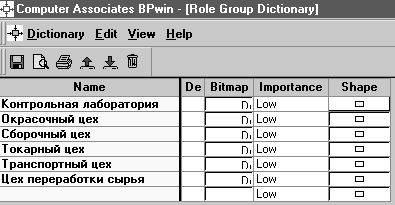 Computer Associates BPwin - [Role Group Dictionary]
Dictionary Edit View Help
Name De Bitmap Importance Shape
Контрольная лаборатория Low
Окрасочный цех Low
Сборочный цех Low
Токарный цех Low
Транспортный цех Low
Цех переработки сырья Low
Low